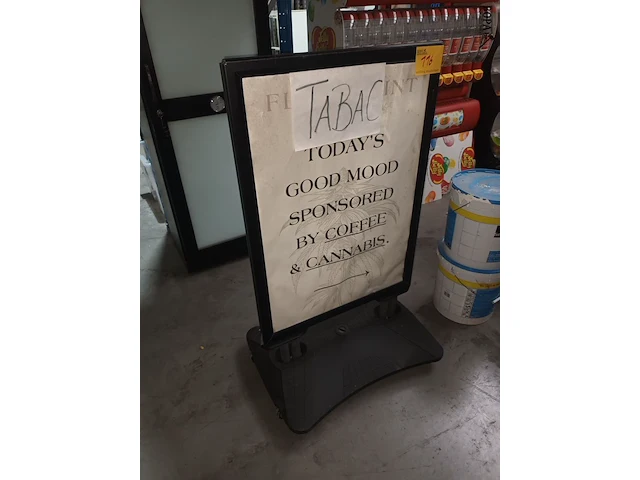 TABAC
TODAY'S
GOOD MOOD
SPONSORED
BY COFFEE
& CANNABIS.